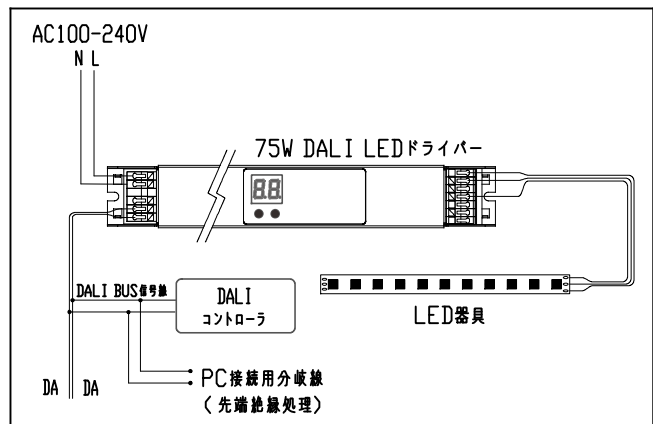 AC100-240V
N L
75W DALI LEDドライバー
88
DALI BUS信号線
DALI
コントローラ
LED器具
PC接続用分岐線
(先端絶縁処理)
DA DA